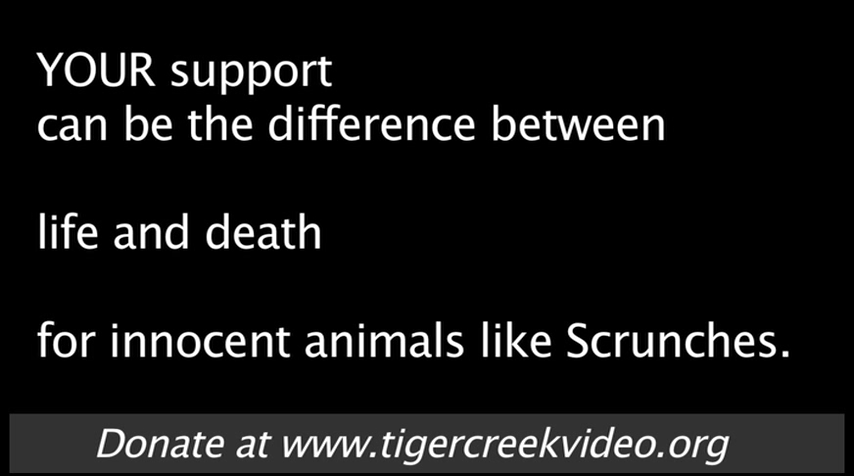 YOUR support
can be the difference between
life and death
for innocent animals like Scrunches.
Donate at www.tigercreekvideo.org